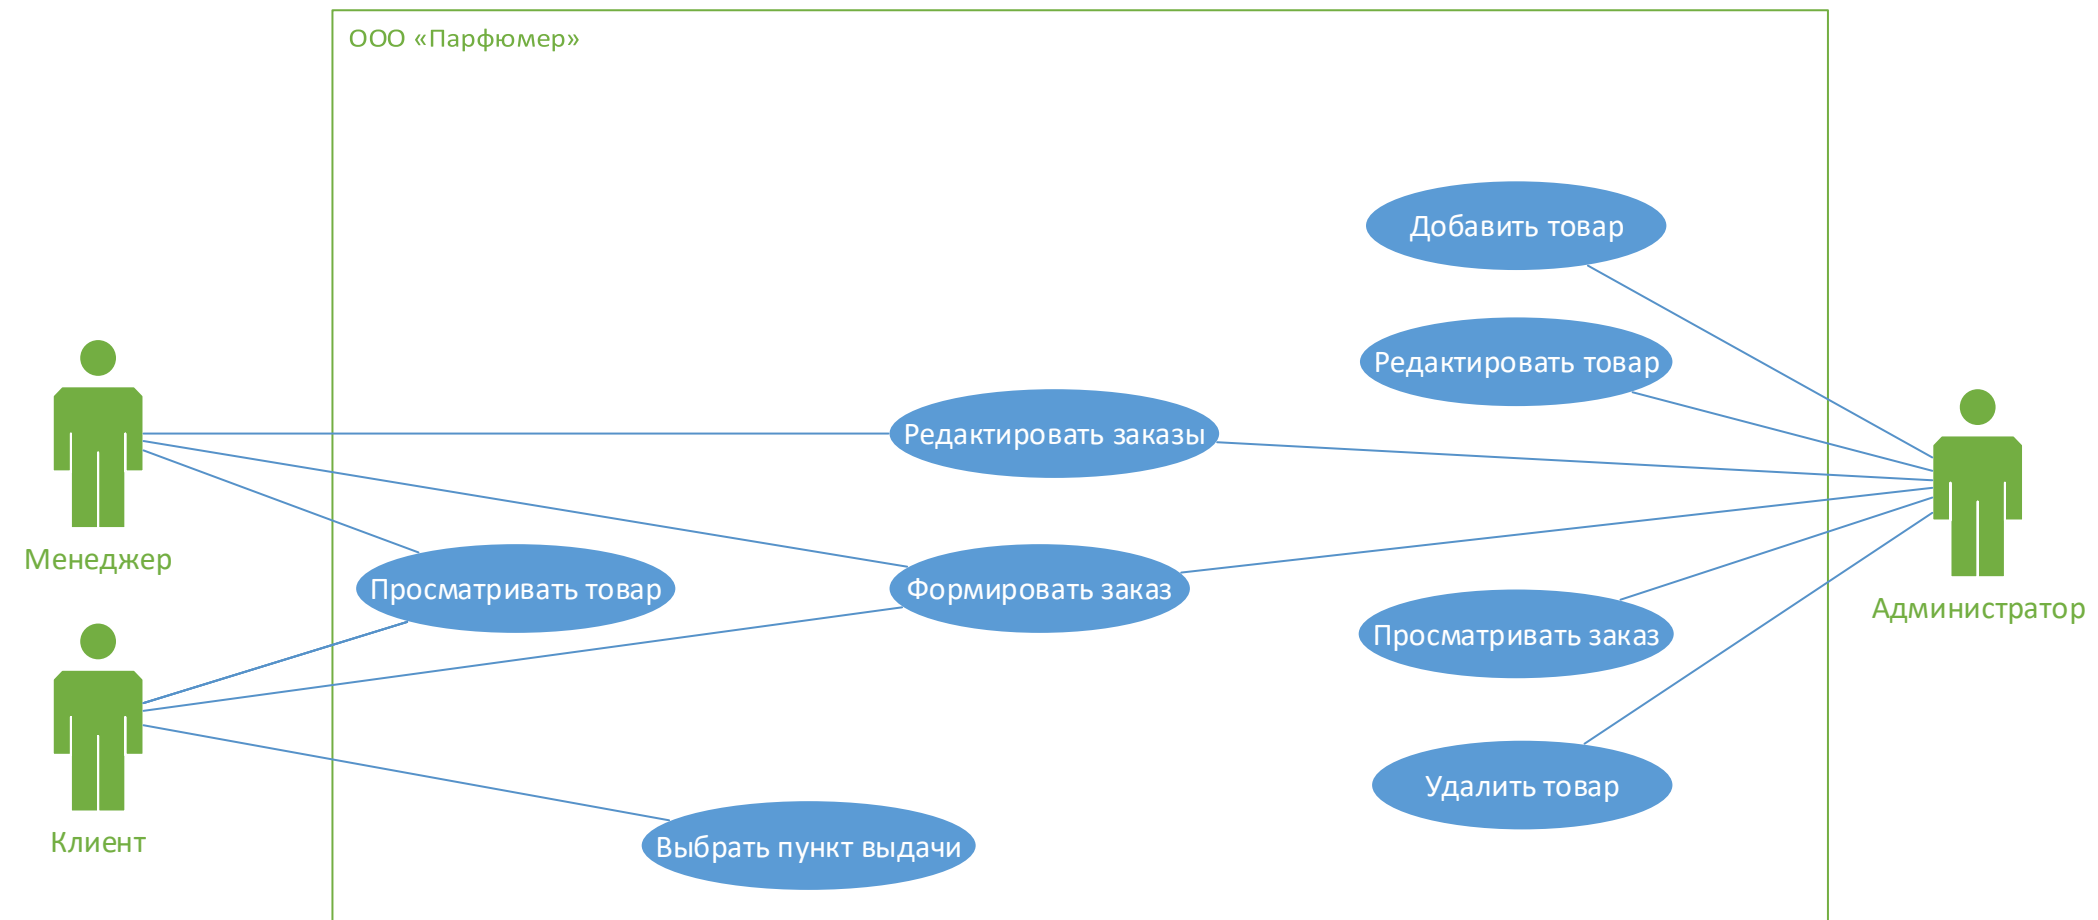 ООО «Парфюмер»
Добавить товар
Редактировать товар
Редактировать заказы
Менеджер
Просматривать товар
Формировать заказ
Администратор
Просматривать заказ
Удалить товар
Клиент
Выбрать пункт выдачи